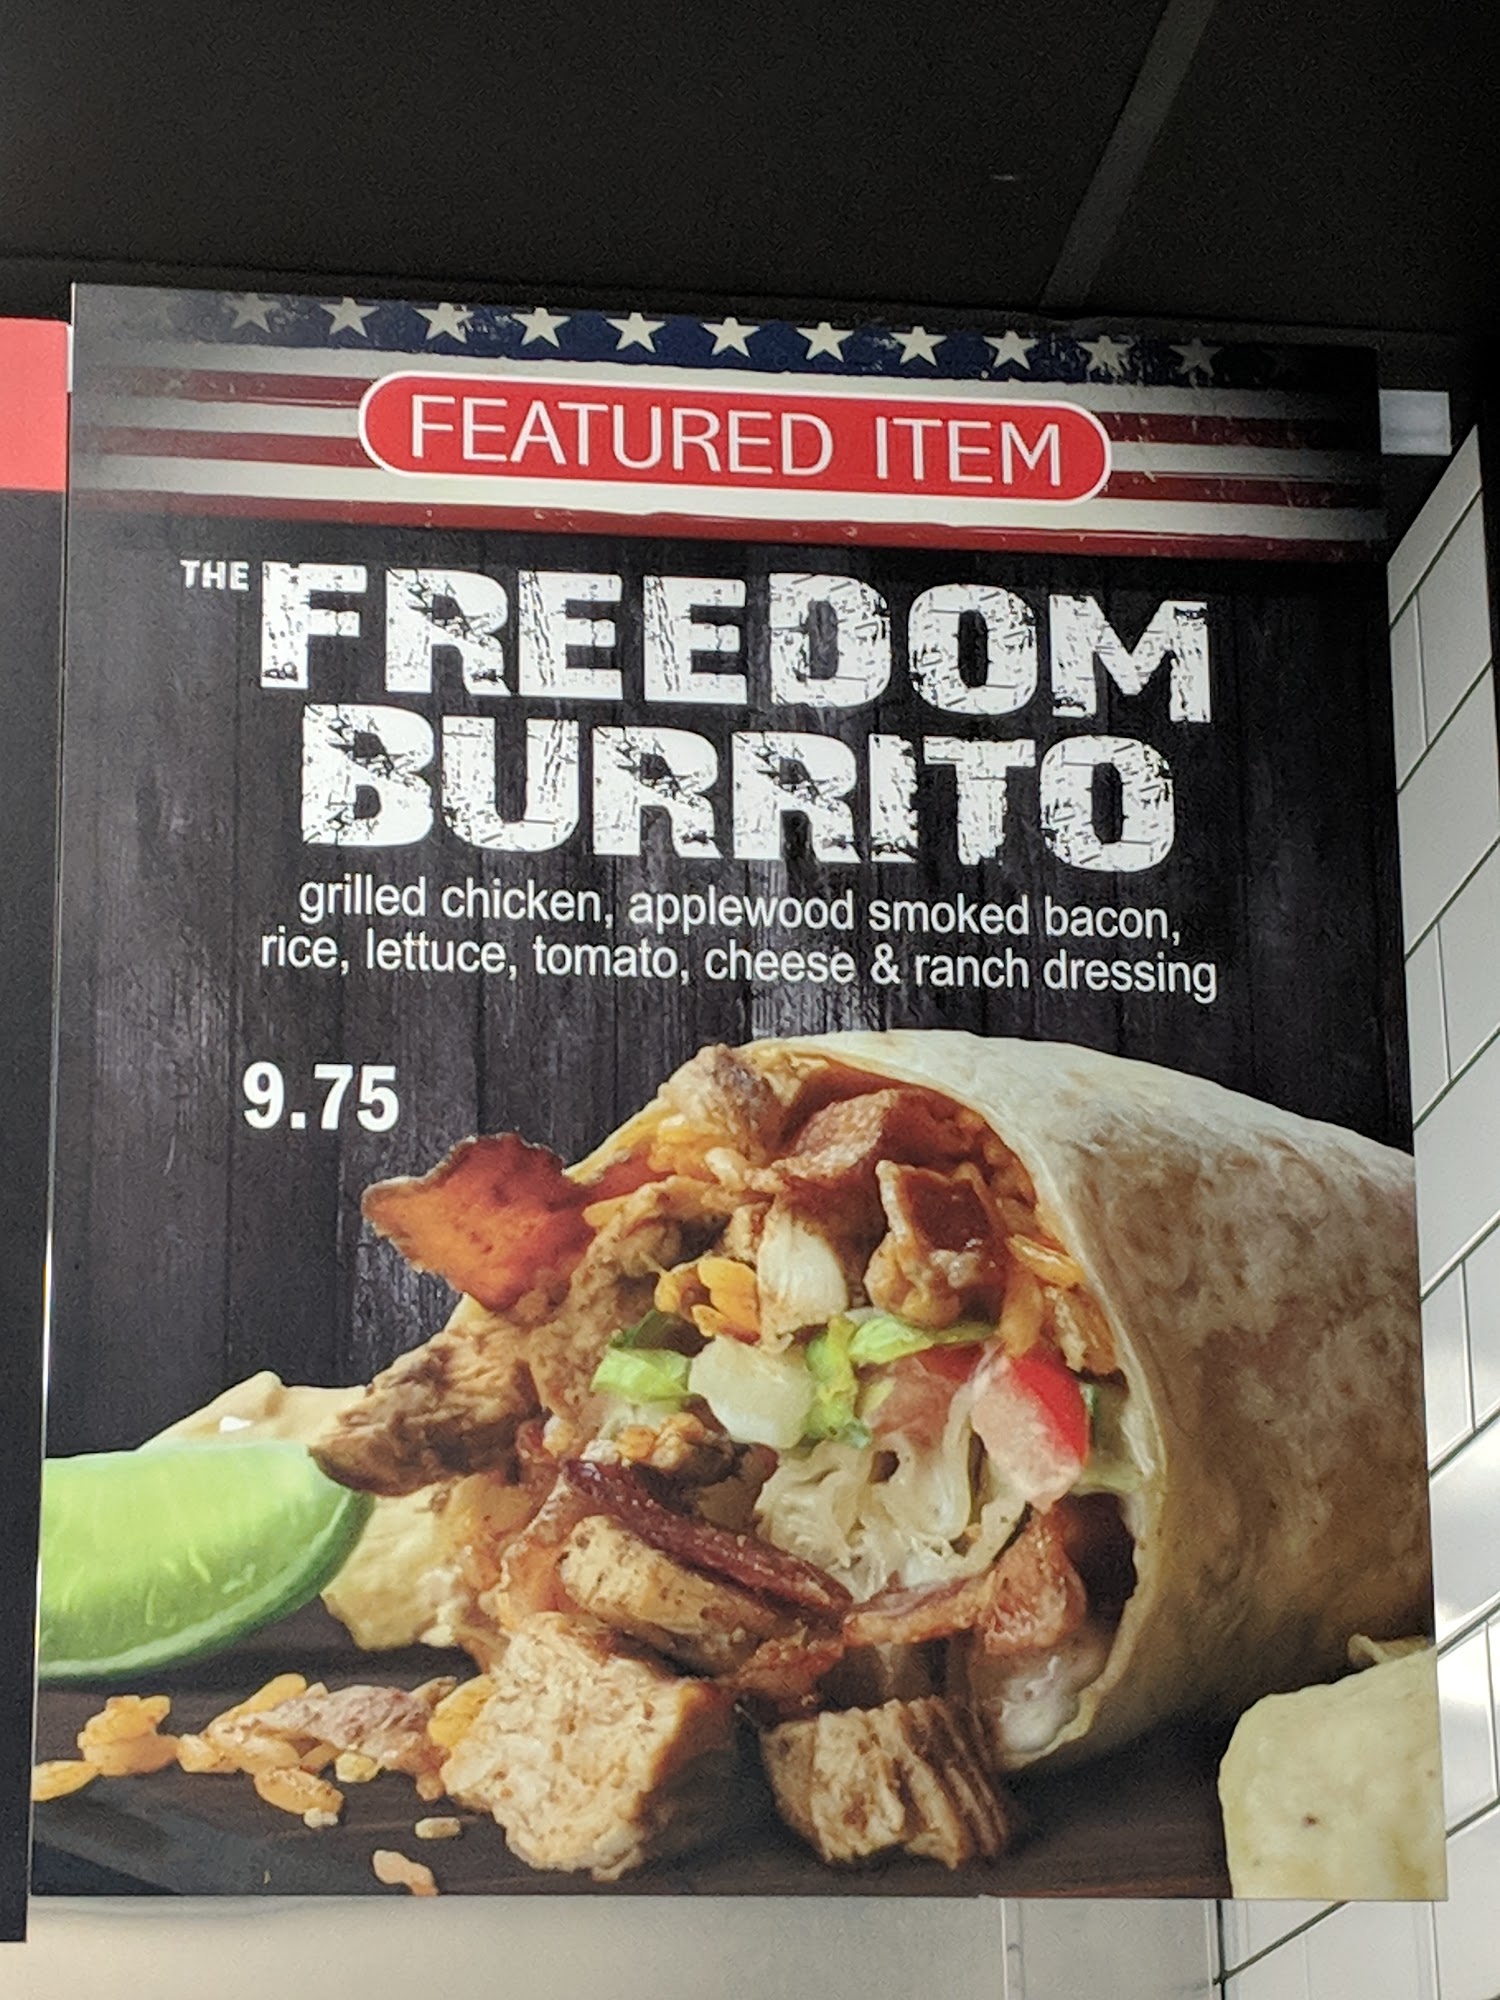 FEATURED ITEM
THE FREEDOM
BURRITO
grilled chicken, applewood smoked bacon,
rice, lettuce, tomato, cheese & ranch dressing
9.75